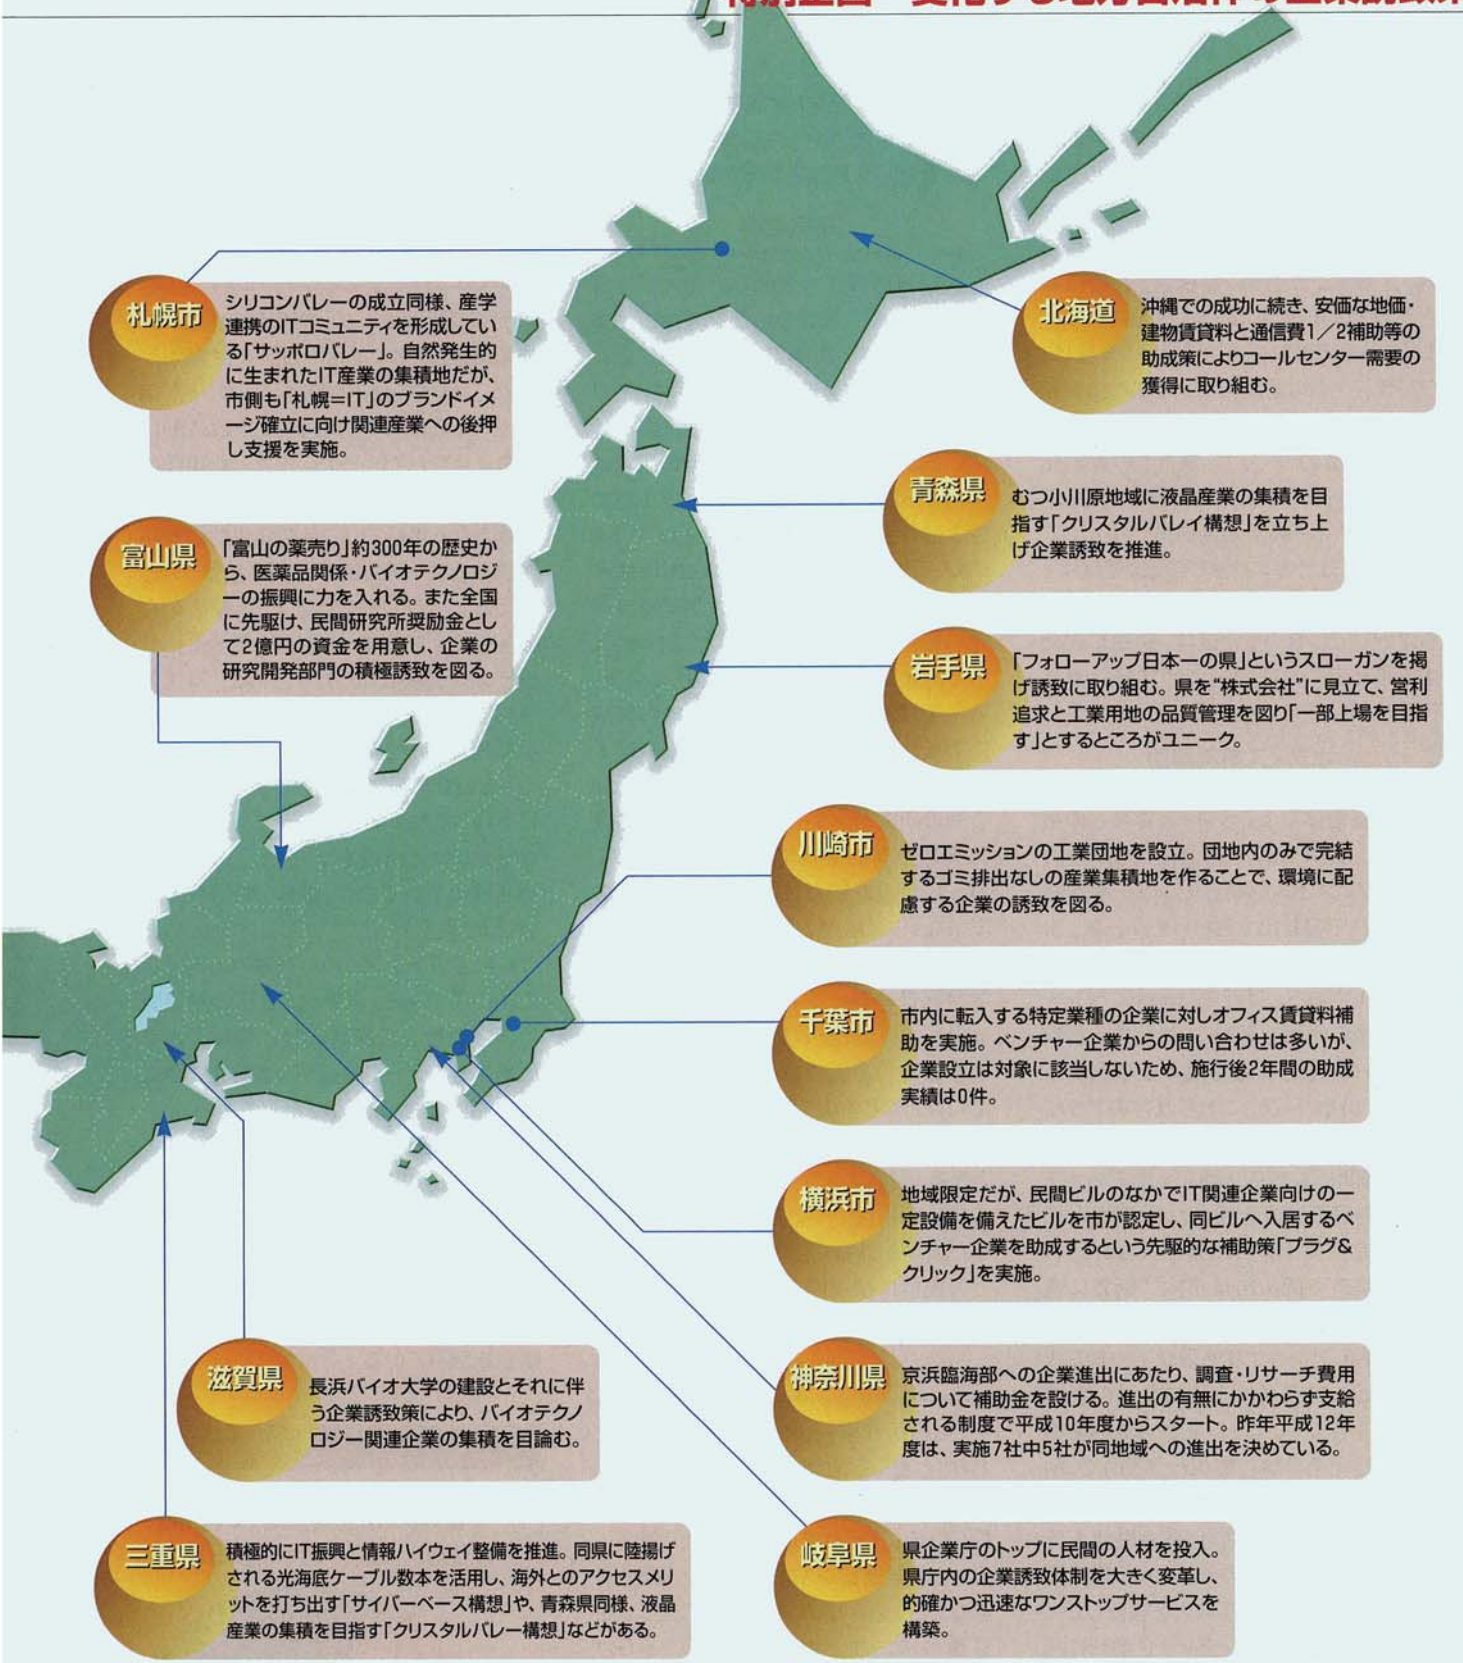 特別企画 変化する地方自治体の企業誘致策
札幌市
シリコンバレーの成立同様、産学
連携のITコミュニティを形成してい
る「サッポロバレー」。自然発生的
に生まれたIT産業の集積地だが、
市側も「札幌=IT」のブランドイメ
ージ確立に向け関連産業への後押
し支援を実施。
北海道
沖縄での成功に続き、安価な地価・
建物賃貸料と通信費1/2補助等の
助成策によりコールセンター需要の
獲得に取り組む。
青森県
むつ小川原地域に液晶産業の集積を目
指す「クリスタルバレイ構想」を立ち上
げ企業誘致を推進。
富山県
「富山の薬売り」約300年の歴史か
ら、医薬品関係・バイオテクノロジ
ーの振興に力を入れる。また全国
に先駆け、民間研究所奨励金とし
て2億円の資金を用意し、企業の
研究開発部門の積極誘致を図る。
岩手県
「フォローアップ日本一の県」というスローガンを掲
げ誘致に取り組む。県を“株式会社”に見立て、営利
追求と工業用地の品質管理を図り「一部上場を目指
す」とするところがユニーク。
川崎市
ゼロエミッションの工業団地を設立。団地内のみで完結
するゴミ排出なしの産業集積地を作ることで、環境に配
慮する企業の誘致を図る。
千葉市
市内に転入する特定業種の企業に対しオフィス賃貸料補
助を実施。ベンチャー企業からの問い合わせは多いが、
企業設立は対象に該当しないため、施行後2年間の助成
実績は0件。
横浜市
地域限定だが、民間ビルのなかでIT関連企業向けの一
定設備を備えたビルを市が認定し、同ビルへ入居するベ
ンチャー企業を助成するという先駆的な補助策「プラグ&
クリック」を実施。
神奈川県
京浜臨海部への企業進出にあたり、調査・リサーチ費用
について補助金を設ける。進出の有無にかかわらず支給
される制度で平成10年度からスタート。昨年平成12年
度は、実施7社中5社が同地域への進出を決めている。
滋賀県
長浜バイオ大学の建設とそれに伴
う企業誘致策により、バイオテクノ
ロジー関連企業の集積を目論む。
三重県
積極的にIT振興と情報ハイウェイ整備を推進。同県に陸揚げ
される光海底ケーブル数本を活用し、海外とのアクセスメリ
ットを打ち出す「サイバーベース構想」や、青森県同様、液晶
産業の集積を目指す「クリスタルバレー構想」などがある。
岐阜県
県企業庁のトップに民間の人材を投入。
県庁内の企業誘致体制を大きく変革し、
的確かつ迅速なワンストップサービスを
構築。